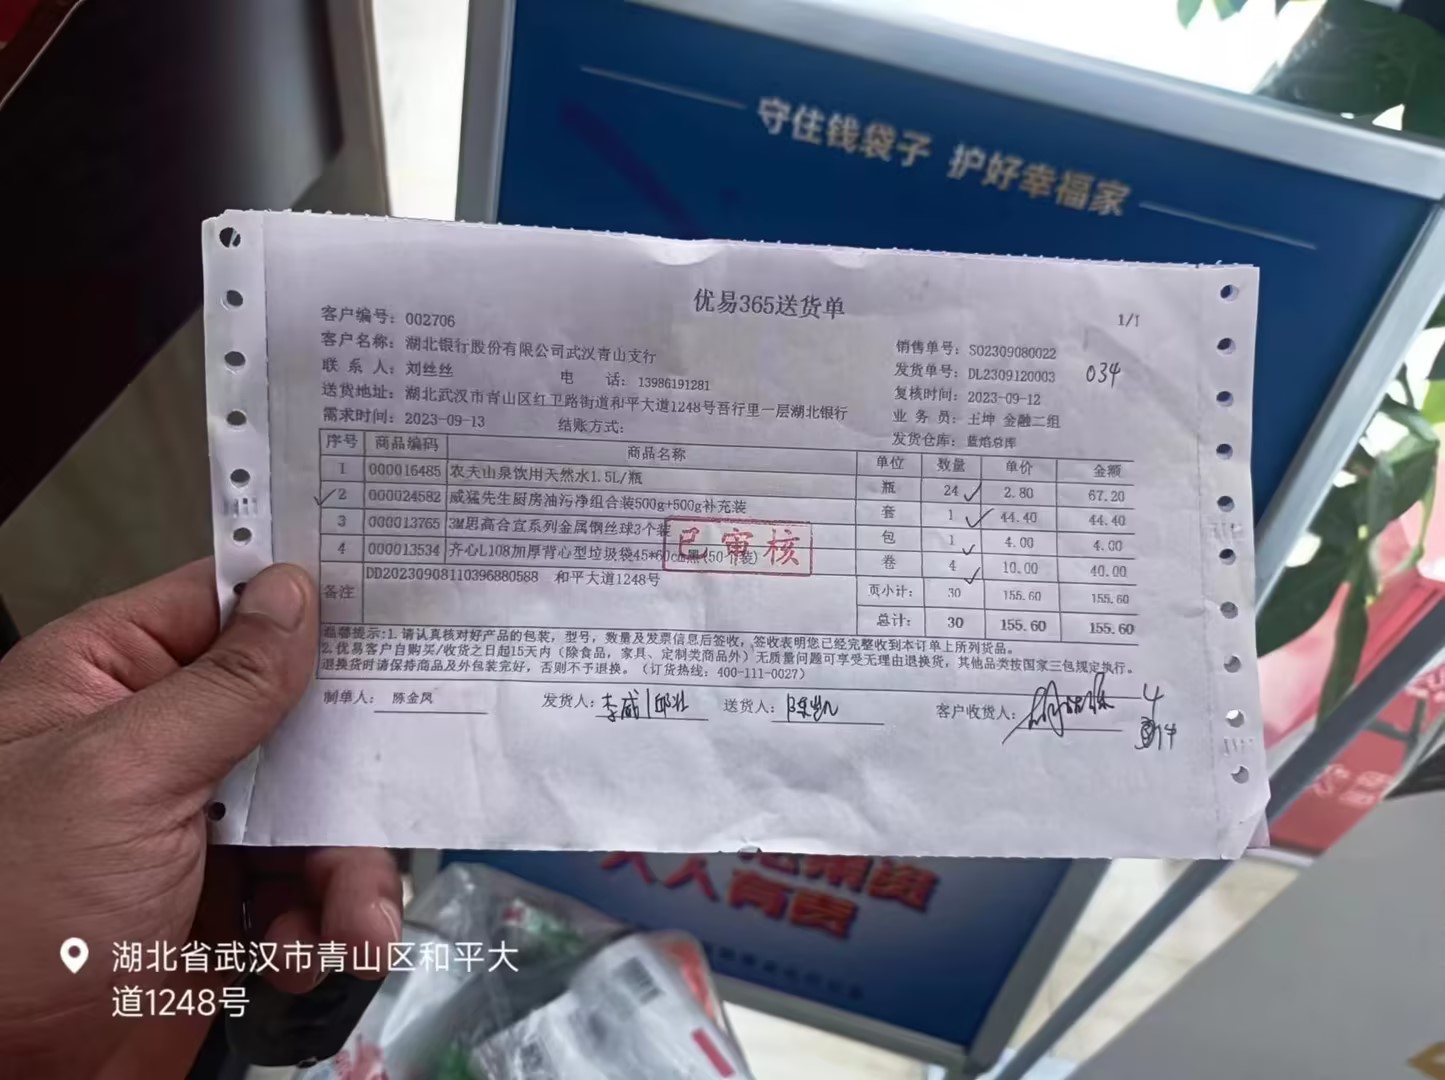 守住钱袋子 护好幸福家
优易365送货单
1/1
客户编号: 002706
客户名称: 湖北银行股份有限公司武汉青山支行
销售单号: SO2309080022
联 系 人: 刘丝丝 电 话: 13986191281
发货单号: DL2309120003 034
送货地址: 湖北武汉市青山区红卫路街道和平大道1248号吾行里一层湖北银行
复核时间: 2023-09-12
需求时间: 2023-09-13 结账方式:
业 务 员: 王坤 金融二组
发货仓库: 蓝焰总库
序号 商品编码 商品名称 单位 数量 单价 金额
1 000016485 农夫山泉饮用天然水1.5L/瓶 瓶 24 2.80 67.20
2 000024582 威猛先生厨房油污净组合装500g+500g补充装 套 1 44.40 44.40
3 000013765 3M思高合宜系列金属钢丝球3个装 包 1 4.00 4.00
4 000013534 齐心L108加厚背心型垃圾袋45*60cm黑(50个装) 卷 4 10.00 40.00
已审核
备注 DD20230908110396880588 和平大道1248号
页小计: 30 155.60 155.60
总计: 30 155.60 155.60
温馨提示:1. 请认真核对好产品的包装, 型号, 数量及发票信息后签收, 签收表明您已经完整收到本订单上所列货品。
2. 优易客户自购买/收货之日起15天内 (除食品, 家具、定制类商品外) 无质量问题可享受无理由退换货, 其他品类按国家三包规定执行。
退换货时请保持商品及外包装完好, 否则不予退换。 (订货热线: 400-111-0027)
制单人: 陈金凤 发货人: 李威 送货人: 客户收货人:
人人有责
湖北省武汉市青山区和平大
道1248号